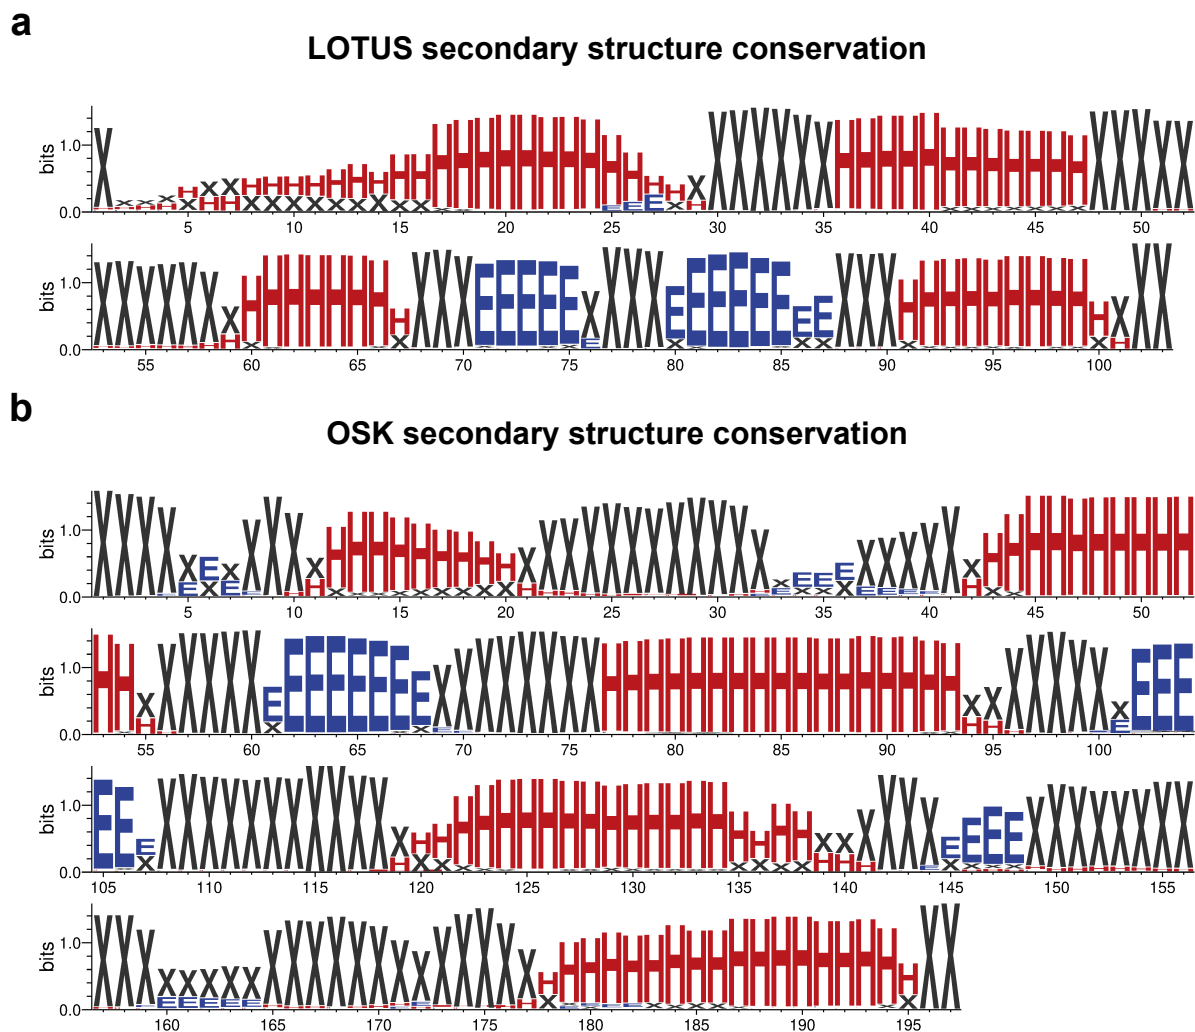 a
LOTUS secondary structure conservation
bits
1.0
0.0
5 10 15 20 25 30 35 40 45 50
bits
1.0
0.0
55 60 65 70 75 80 85 90 95 100
b
OSK secondary structure conservation
bits
1.0
0.0
5 10 15 20 25 30 35 40 45 50
bits
1.0
0.0
55 60 65 70 75 80 85 90 95 100
bits
1.0
0.0
105 110 115 120 125 130 135 140 145 150 155
bits
1.0
0.0
160 165 170 175 180 185 190 195